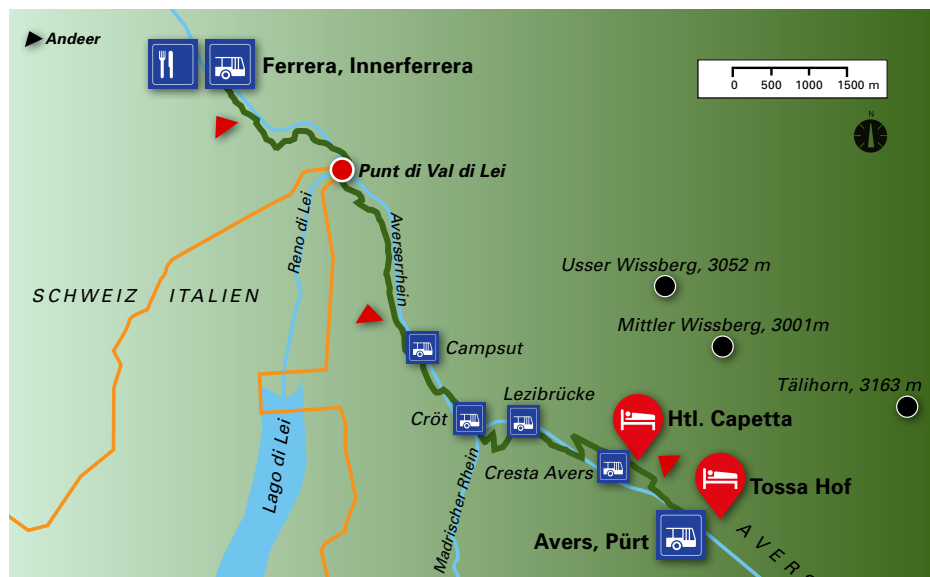 Andeer
Ferrera, Innerferrera
0 500 1000 1500 m
N
Punt di Val di Lei
Reno di Lei
Averserrhein
Usser Wissberg, 3052 m
SCHWEIZ ITALIEN
Mittler Wissberg, 3001m
Campsut
Tälihorn, 3163 m
Lezibrücke
Cröt
Htl. Capetta
Lago di Lei
Cresta Avers
Madrischer Rhein
Tossa Hof
Avers, Pürt
AVERS